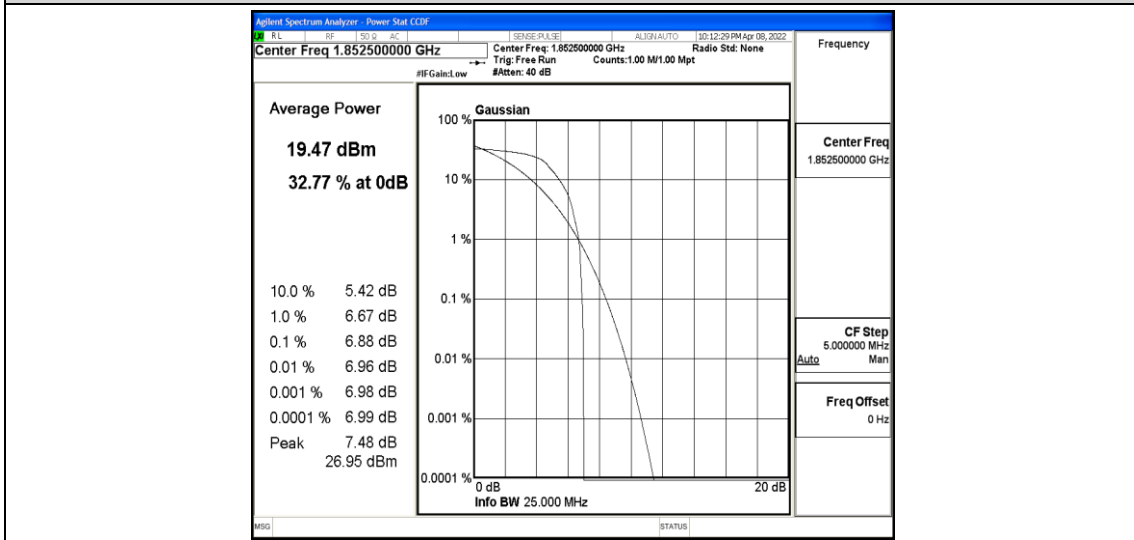 Agilent Spectrum Analyzer - Power Stat CCDF
RL RF 50 Ω AC SENSE:PULSE ALIGN AUTO 10:12:29 PM Apr 08, 2022
Center Freq 1.852500000 GHz
Center Freq: 1.852500000 GHz Radio Std: None
Trig: Free Run Counts:1.00 M/1.00 Mpt
#IFGain:Low #Atten: 40 dB
Frequency
Average Power
19.47 dBm
32.77 % at 0dB
10.0 % 5.42 dB
1.0 % 6.67 dB
0.1 % 6.88 dB
0.01 % 6.96 dB
0.001 % 6.98 dB
0.0001 % 6.99 dB
Peak 7.48 dB
26.95 dBm
Gaussian
100 %
10 %
1 %
0.1 %
0.01 %
0.001 %
0.0001 %
0 dB 20 dB
Info BW 25.000 MHz
Center Freq
1.852500000 GHz
CF Step
5.000000 MHz
Auto Man
Freq Offset
0 Hz
MSG STATUS